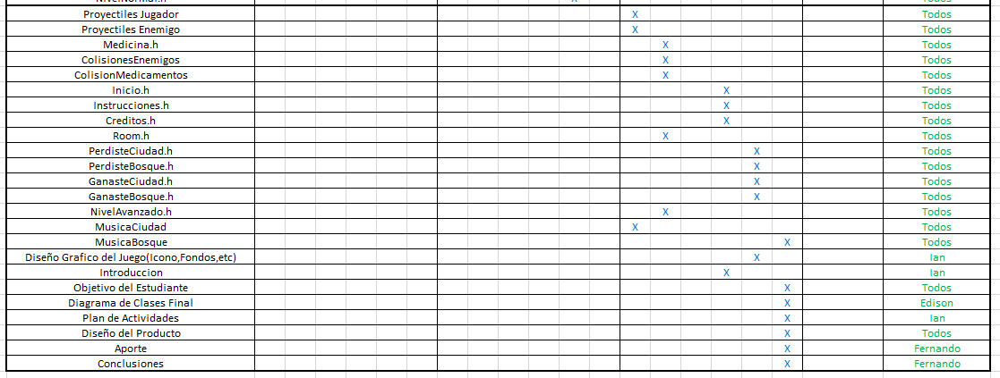 NivelNormal.h X Todos
Proyectiles Jugador X Todos
Proyectiles Enemigo X Todos
Medicina.h X Todos
ColisionesEnemigos X Todos
ColisionMedicamentos X Todos
Inicio.h X Todos
Instrucciones.h X Todos
Creditos.h X Todos
Room.h X Todos
PerdisteCiudad.h X Todos
PerdisteBosque.h X Todos
GanasteCiudad.h X Todos
GanasteBosque.h X Todos
NivelAvanzado.h X Todos
MusicaCiudad X Todos
MusicaBosque X Todos
Diseño Grafico del Juego(Icono,Fondos,etc) X Ian
Introduccion X Ian
Objetivo del Estudiante X Todos
Diagrama de Clases Final X Edison
Plan de Actividades X Ian
Diseño del Producto X Todos
Aporte X Fernando
Conclusiones X Fernando